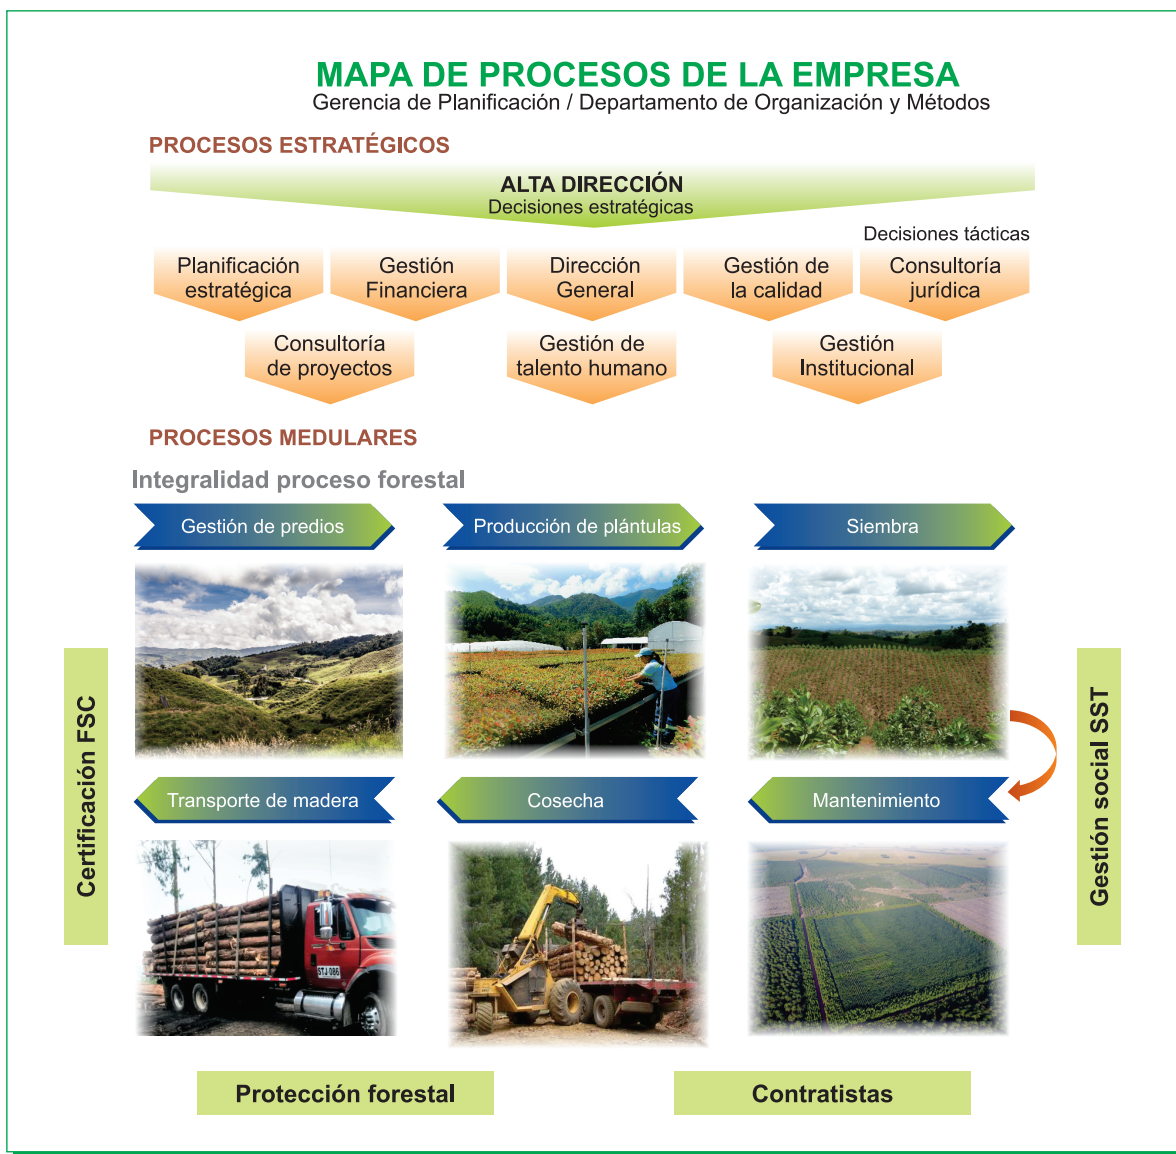 MAPA DE PROCESOS DE LA EMPRESA
Gerencia de Planificación / Departamento de Organización y Métodos
PROCESOS ESTRATÉGICOS
ALTA DIRECCIÓN
Decisiones estratégicas
Decisiones tácticas
Planificación
estratégica
Gestión
Financiera
Dirección
General
Gestión de
la calidad
Consultoría
jurídica
Consultoría
de proyectos
Gestión de
talento humano
Gestión
Institucional
PROCESOS MEDULARES
Integralidad proceso forestal
Gestión de predios
Producción de plántulas
Siembra
Certificación FSC
Gestión social SST
Transporte de madera
Cosecha
Mantenimiento
STJ 086
Protección forestal
Contratistas